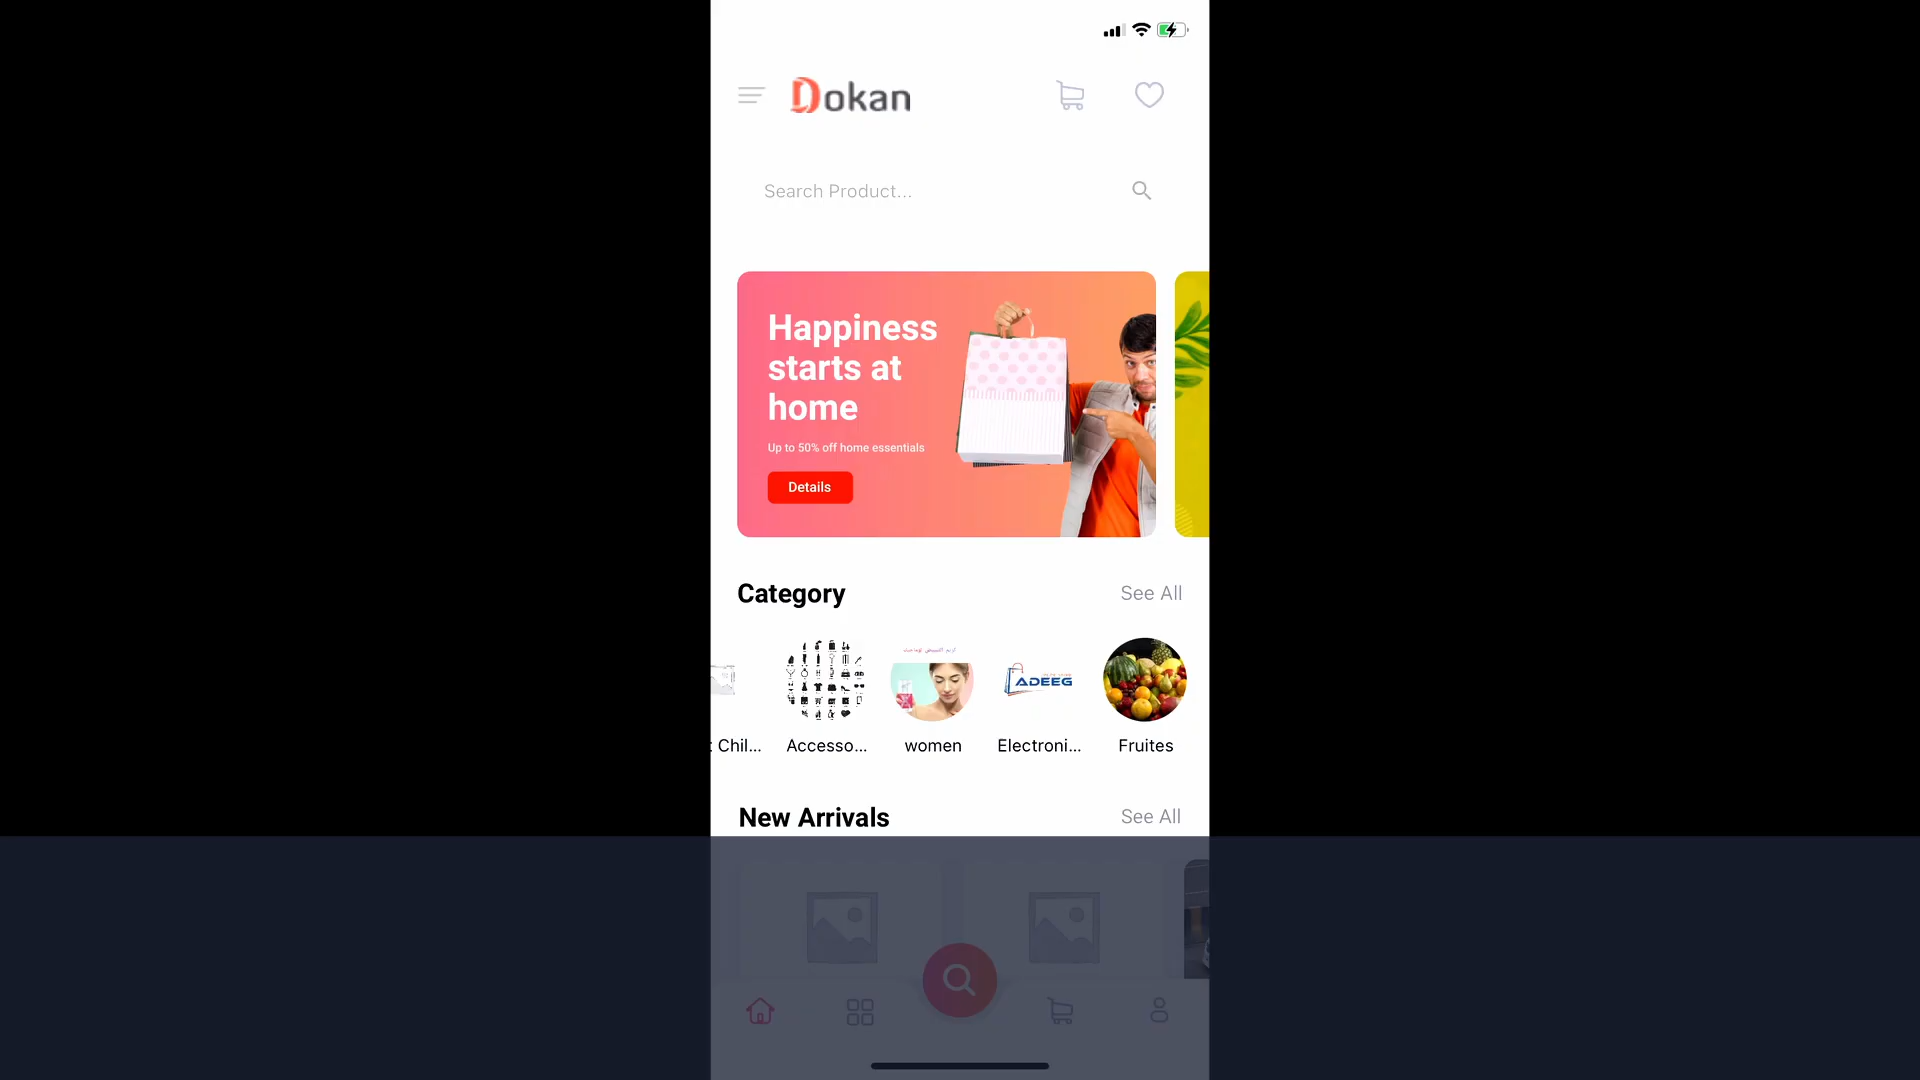 Dokan
Search Product...
Happiness
starts at
home
Up to 50% off home essentials
Details
Category
See All
Chil...
Accesso...
women
ADEEG
Electroni...
Fruites
New Arrivals
See All